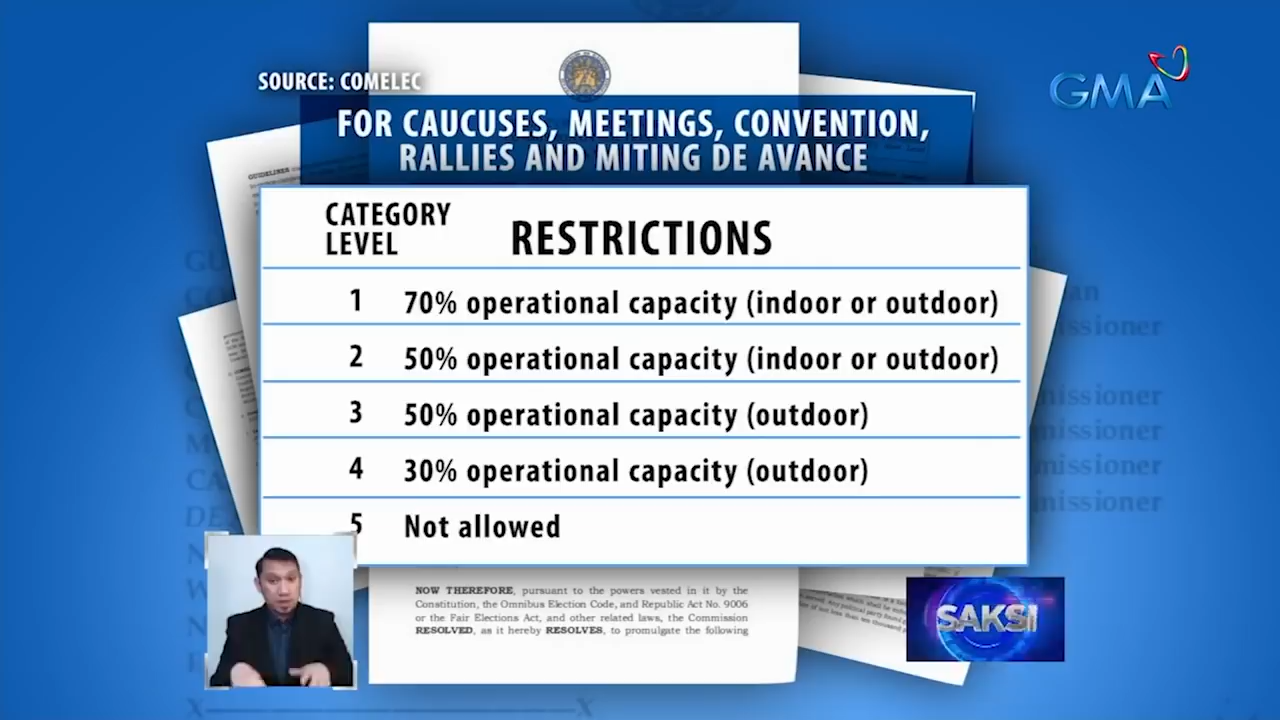 SOURCE: COMELEC
GMA
FOR CAUCUSES, MEETINGS, CONVENTION,
RALLIES AND MITING DE AVANCE
CATEGORY
LEVEL
RESTRICTIONS
1 70% operational capacity (indoor or outdoor)
2 50% operational capacity (indoor or outdoor)
3 50% operational capacity (outdoor)
4 30% operational capacity (outdoor)
5 Not allowed
NOW THEREFORE, pursuant to the powers vested in it by the
Constitution, the Omnibus Election Code, and Republic Act No. 9006
or the Fair Elections Act, and other related laws, the Commission
RESOLVED, as it hereby RESOLVES, to promulgate the following
SAKSI